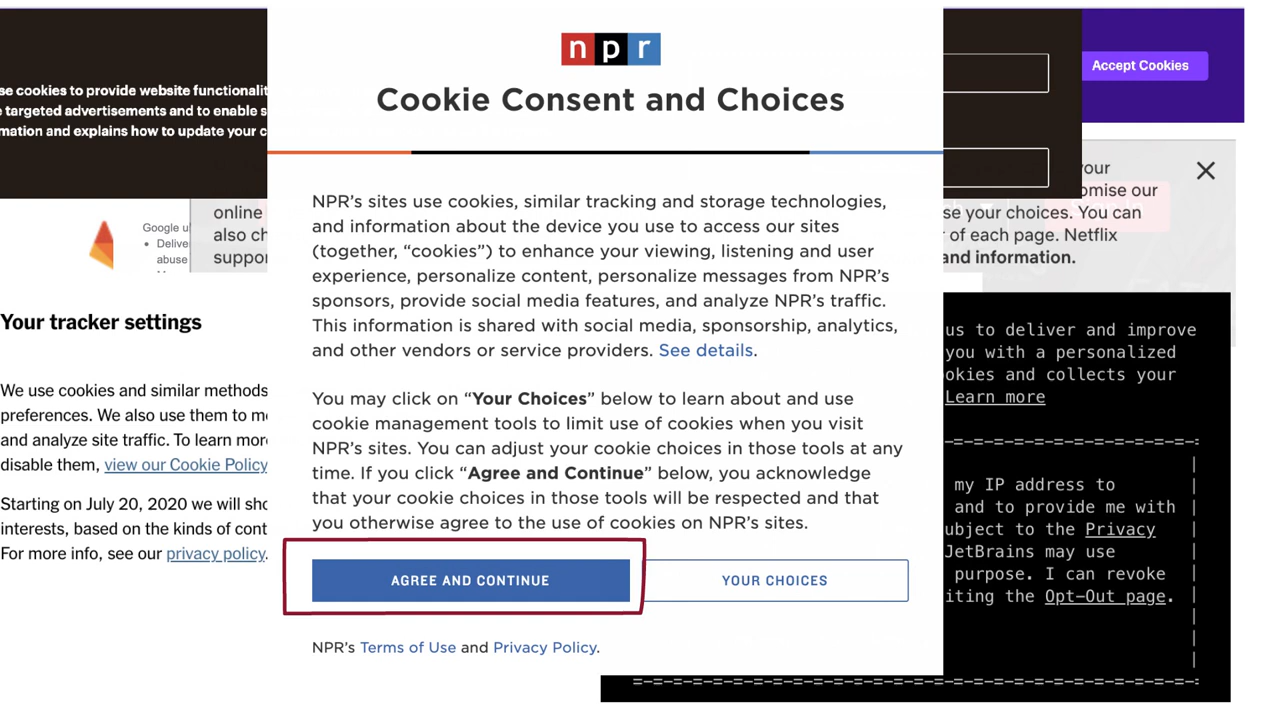 npr
Cookie Consent and Choices
NPR’s sites use cookies, similar tracking and storage technologies,
and information about the device you use to access our sites
(together, “cookies”) to enhance your viewing, listening and user
experience, personalize content, personalize messages from NPR’s
sponsors, provide social media features, and analyze NPR’s traffic.
This information is shared with social media, sponsorship, analytics,
and other vendors or service providers. See details.
You may click on “Your Choices” below to learn about and use
cookie management tools to limit use of cookies when you visit
NPR’s sites. You can adjust your cookie choices in those tools at any
time. If you click “Agree and Continue” below, you acknowledge
that your cookie choices in those tools will be respected and that
you otherwise agree to the use of cookies on NPR’s sites.
AGREE AND CONTINUE
YOUR CHOICES
NPR’s Terms of Use and Privacy Policy.
se cookies to provide website functionalit
targeted advertisements and to enable s
mation and explains how to update your c
Google u
• Delive
abuse
online
also ch
suppor
Your tracker settings
We use cookies and similar methods
preferences. We also use them to m
and analyze site traffic. To learn mor
disable them, view our Cookie Policy
Starting on July 20, 2020 we will sho
interests, based on the kinds of cont
For more info, see our privacy policy.
Accept Cookies
your
omise our
se your choices. You can
of each page. Netflix
and information.
us to deliver and improve
you with a personalized
okies and collects your
Learn more
my IP address to
and to provide me with
ubject to the Privacy
JetBrains may use
purpose. I can revoke
iting the Opt-Out page.